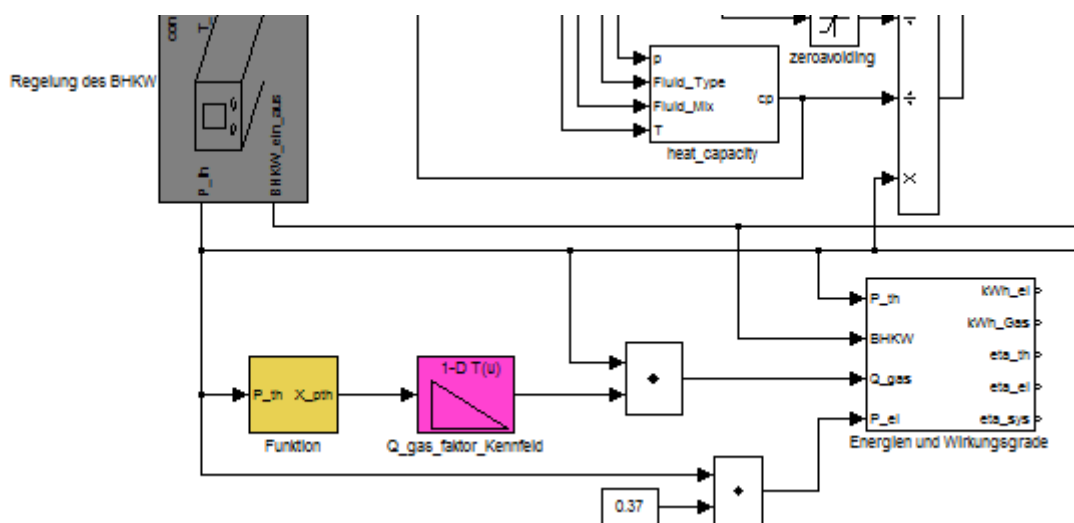 T_
Regelung des BHKW
P_th
BHKW_ein_aus
zeroavoiding
÷
p
Fluid_Type
Fluid_Mix
T
cp
÷
heat_capacity
×
P_th
BHKW
Q_gas
P_el
kWh_el
kWh_Gas
eta_th
eta_el
eta_sys
Energien und Wirkungsgrade
P_th X_pth
Funktion
1-D T(u)
Q_gas_faktor_Kennfeld
0.37